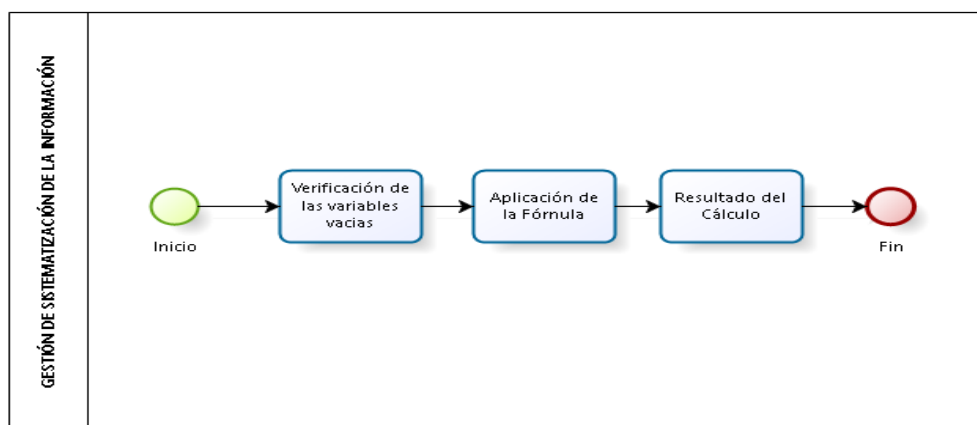 GESTIÓN DE SISTEMATIZACIÓN DE LA INFORMACIÓN
Inicio
Verificación de
las variables
vacias
Aplicación de
la Fórnula
Resultado del
Cálculo
Fin